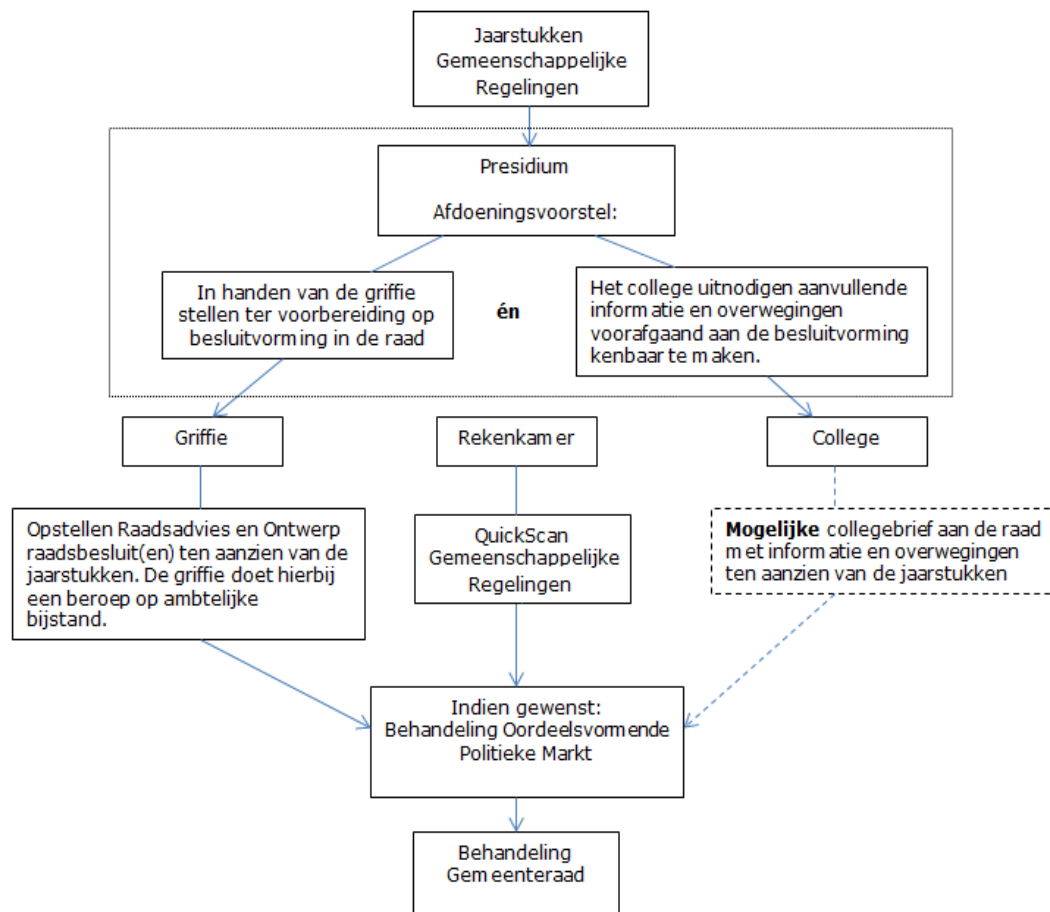 Jaarstukken
Gemeenschappelijke
Regelingen
Presidium
Afdoeningsvoorstel:
In handen van de griffie
stellen ter voorbereiding op
besluitvorming in de raad
én
Het college uitnodigen aanvullende
informatie en overwegingen
voorafgaand aan de besluitvorming
kenbaar te maken.
Griffie
Rekenkamer
College
Opstellen Raadsadvies en Ontwerp
raadsbesluit(en) ten aanzien van de
jaarstukken. De griffie doet hierbij
een beroep op ambtelijke
bijstand.
QuickScan
Gemeenschappelijke
Regelingen
Mogelijke collegebrief aan de raad
met informatie en overwegingen
ten aanzien van de jaarstukken
Indien gewenst:
Behandeling Oordeelsvormende
Politieke Markt
Behandeling
Gemeenteraad